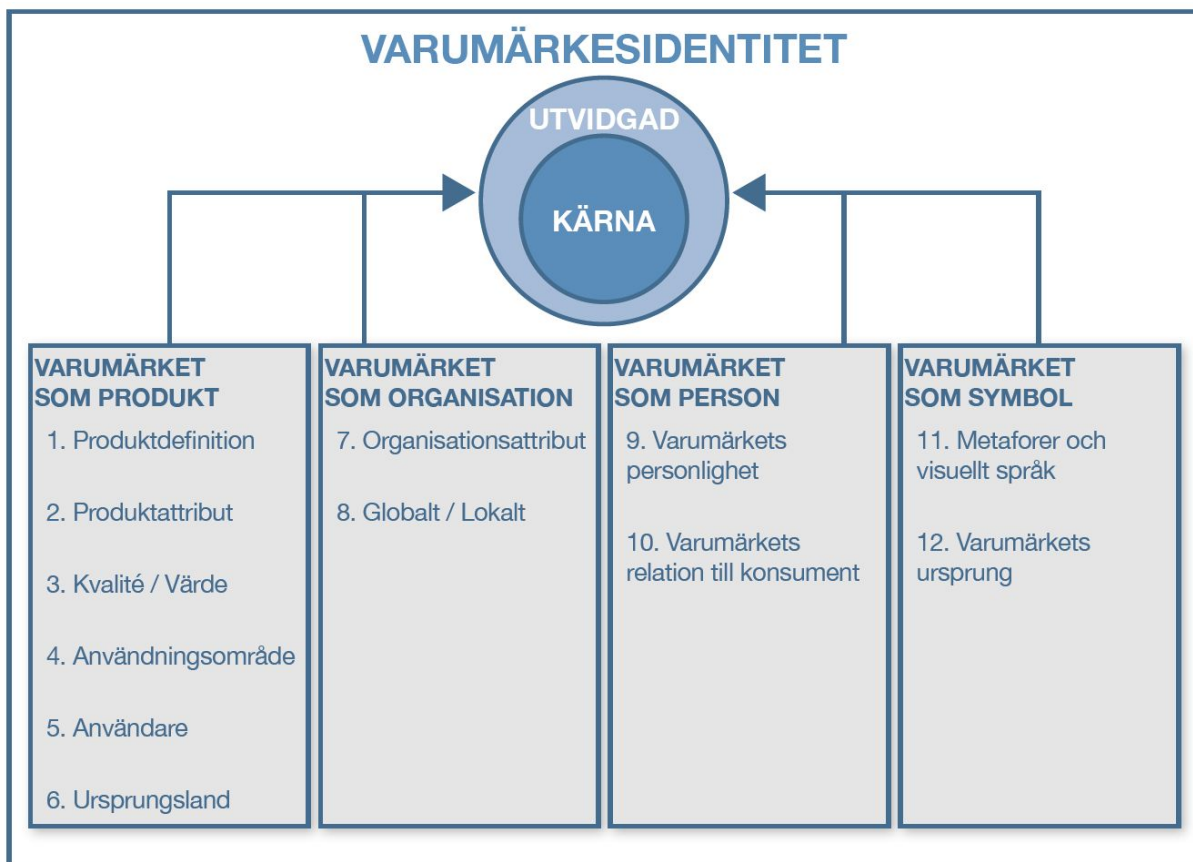 VARUMÄRKESIDENTITET
UTVIDGAD
KÄRNA
VARUMÄRKET
SOM PRODUKT
1. Produktdefinition
2. Produktattribut
3. Kvalité / Värde
4. Användningsområde
5. Användare
6. Ursprungsland
VARUMÄRKET
SOM ORGANISATION
7. Organisationsattribut
8. Globalt / Lokalt
VARUMÄRKET
SOM PERSON
9. Varumärkets
personlighet
10. Varumärkets
relation till konsument
VARUMÄRKET
SOM SYMBOL
11. Metaforer och
visuellt språk
12. Varumärkets
ursprung